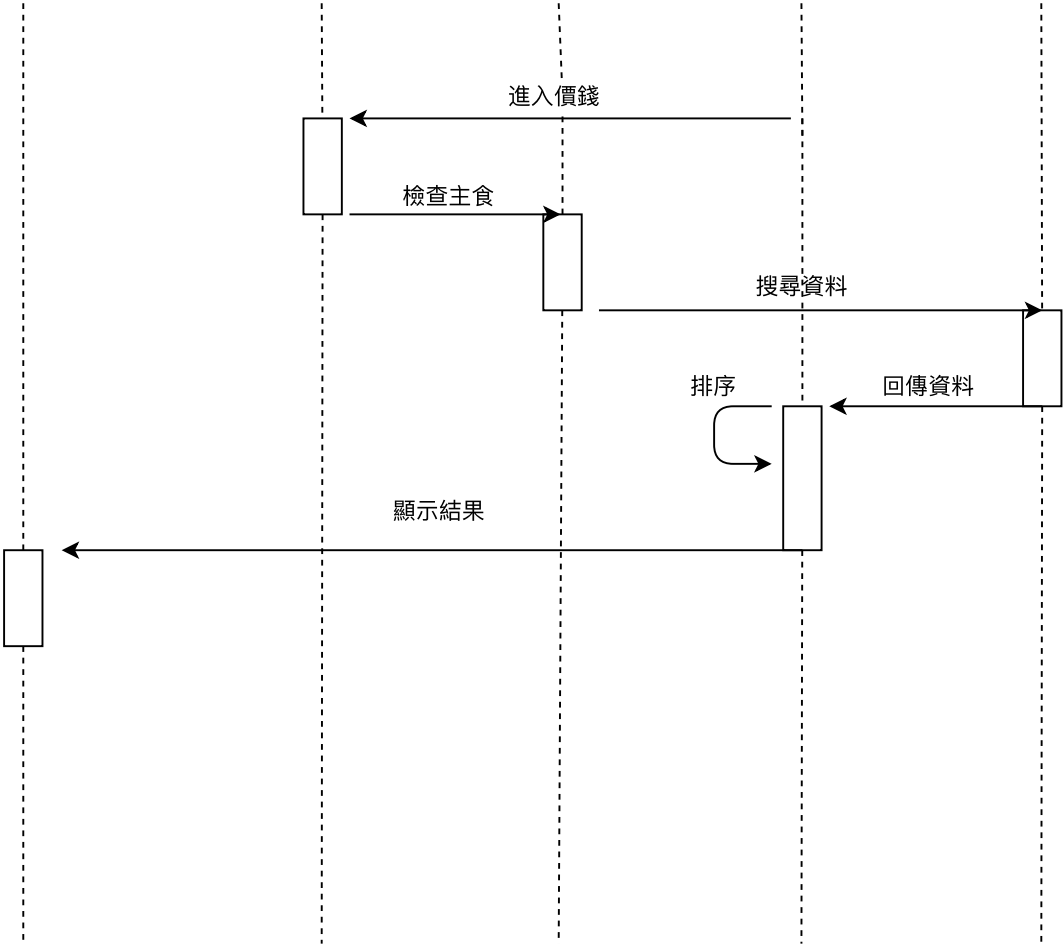 進入價錢
檢查主食
搜尋資料
排序
回傳資料
顯示結果